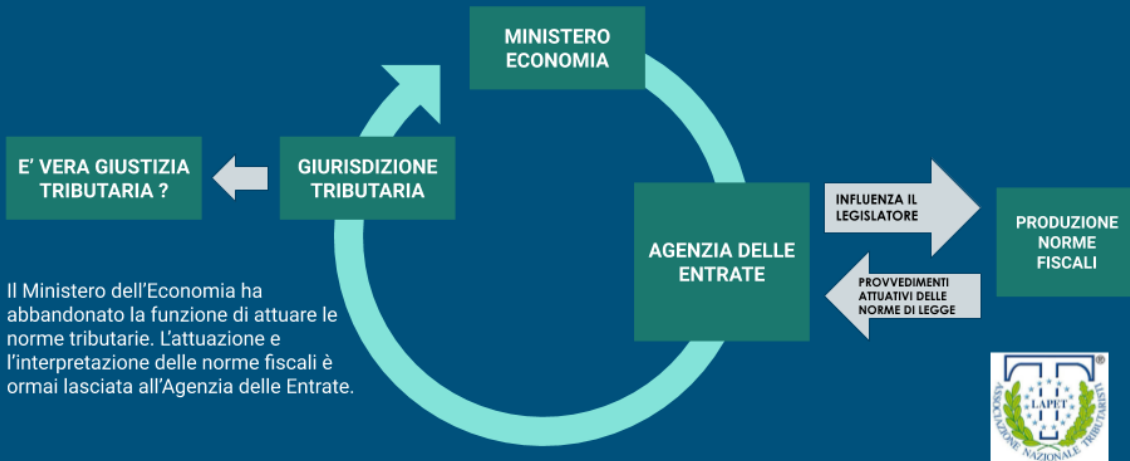 MINISTERO
ECONOMIA
E' VERA GIUSTIZIA
TRIBUTARIA ?
GIURISDIZIONE
TRIBUTARIA
AGENZIA DELLE
ENTRATE
INFLUENZA IL
LEGISLATORE
PROVVEDIMENTI
ATTUATIVI DELLE
NORME DI LEGGE
PRODUZIONE
NORME
FISCALI
Il Ministero dell'Economia ha
abbandonato la funzione di attuare le
norme tributarie. L'attuazione e
l'interpretazione delle norme fiscali è
ormai lasciata all'Agenzia delle Entrate.
®
LAPET
ASSOCIAZIONE NAZIONALE TRIBUTARISTI